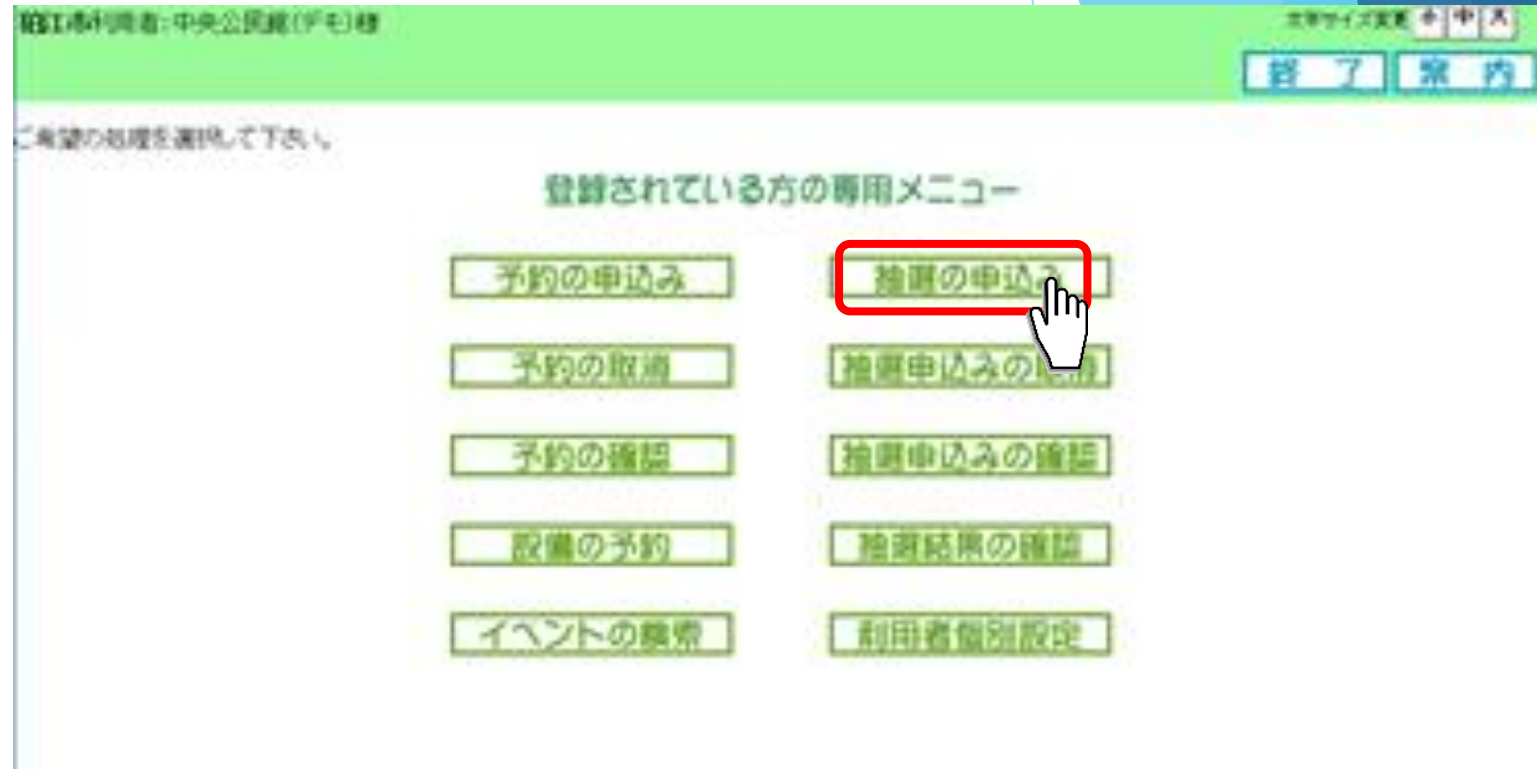 利用者:中央公民館(デモ)様
文字サイズ変更 小 中 大
終 了 案 内
ご希望の処理を選択して下さい。
登録されている方の専用メニュー
予約の申込み 抽選の申込み
予約の取消 抽選申込みの取消
予約の確認 抽選申込みの確認
設備の予約 抽選結果の確認
イベントの検索 利用者個別設定